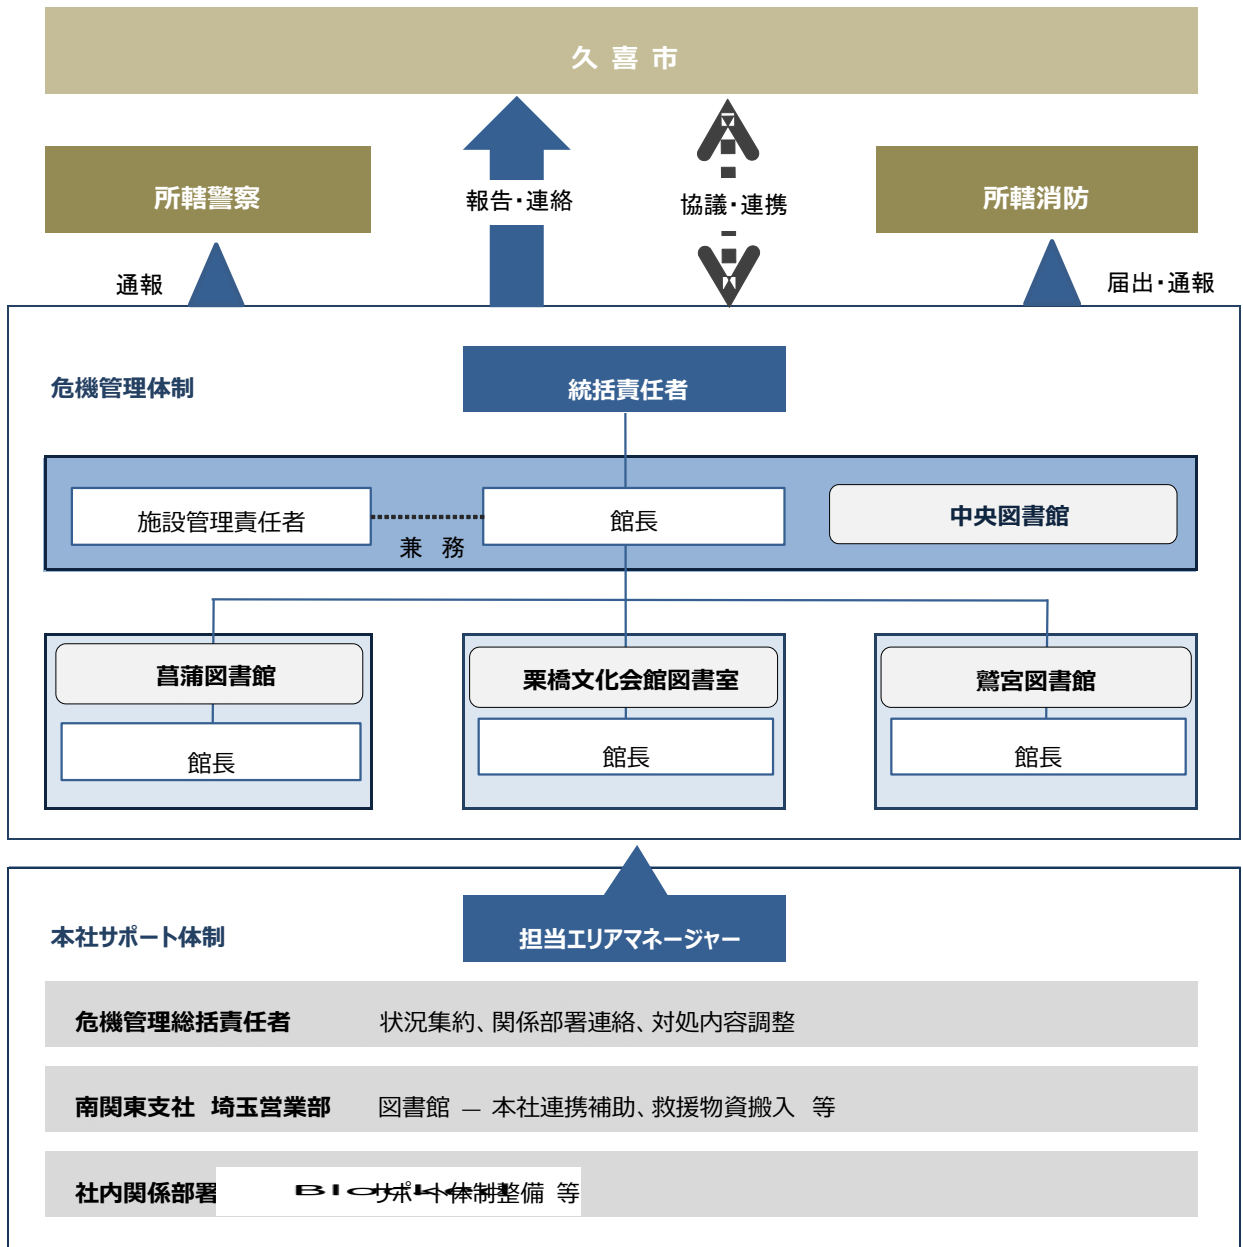 久 喜 市
所轄警察
報告・連絡
協議・連携
所轄消防
通報
届出・通報
危機管理体制
統括責任者
施設管理責任者
兼 務
館長
中央図書館
菖蒲図書館
栗橋文化会館図書室
鷲宮図書館
館長
館長
館長
本社サポート体制
担当エリアマネージャー
危機管理総括責任者 状況集約、関係部署連絡、対処内容調整
南関東支社 埼玉営業部 図書館 ― 本社連携補助、救援物資搬入 等
社内関係部署 サポート体制整備 等